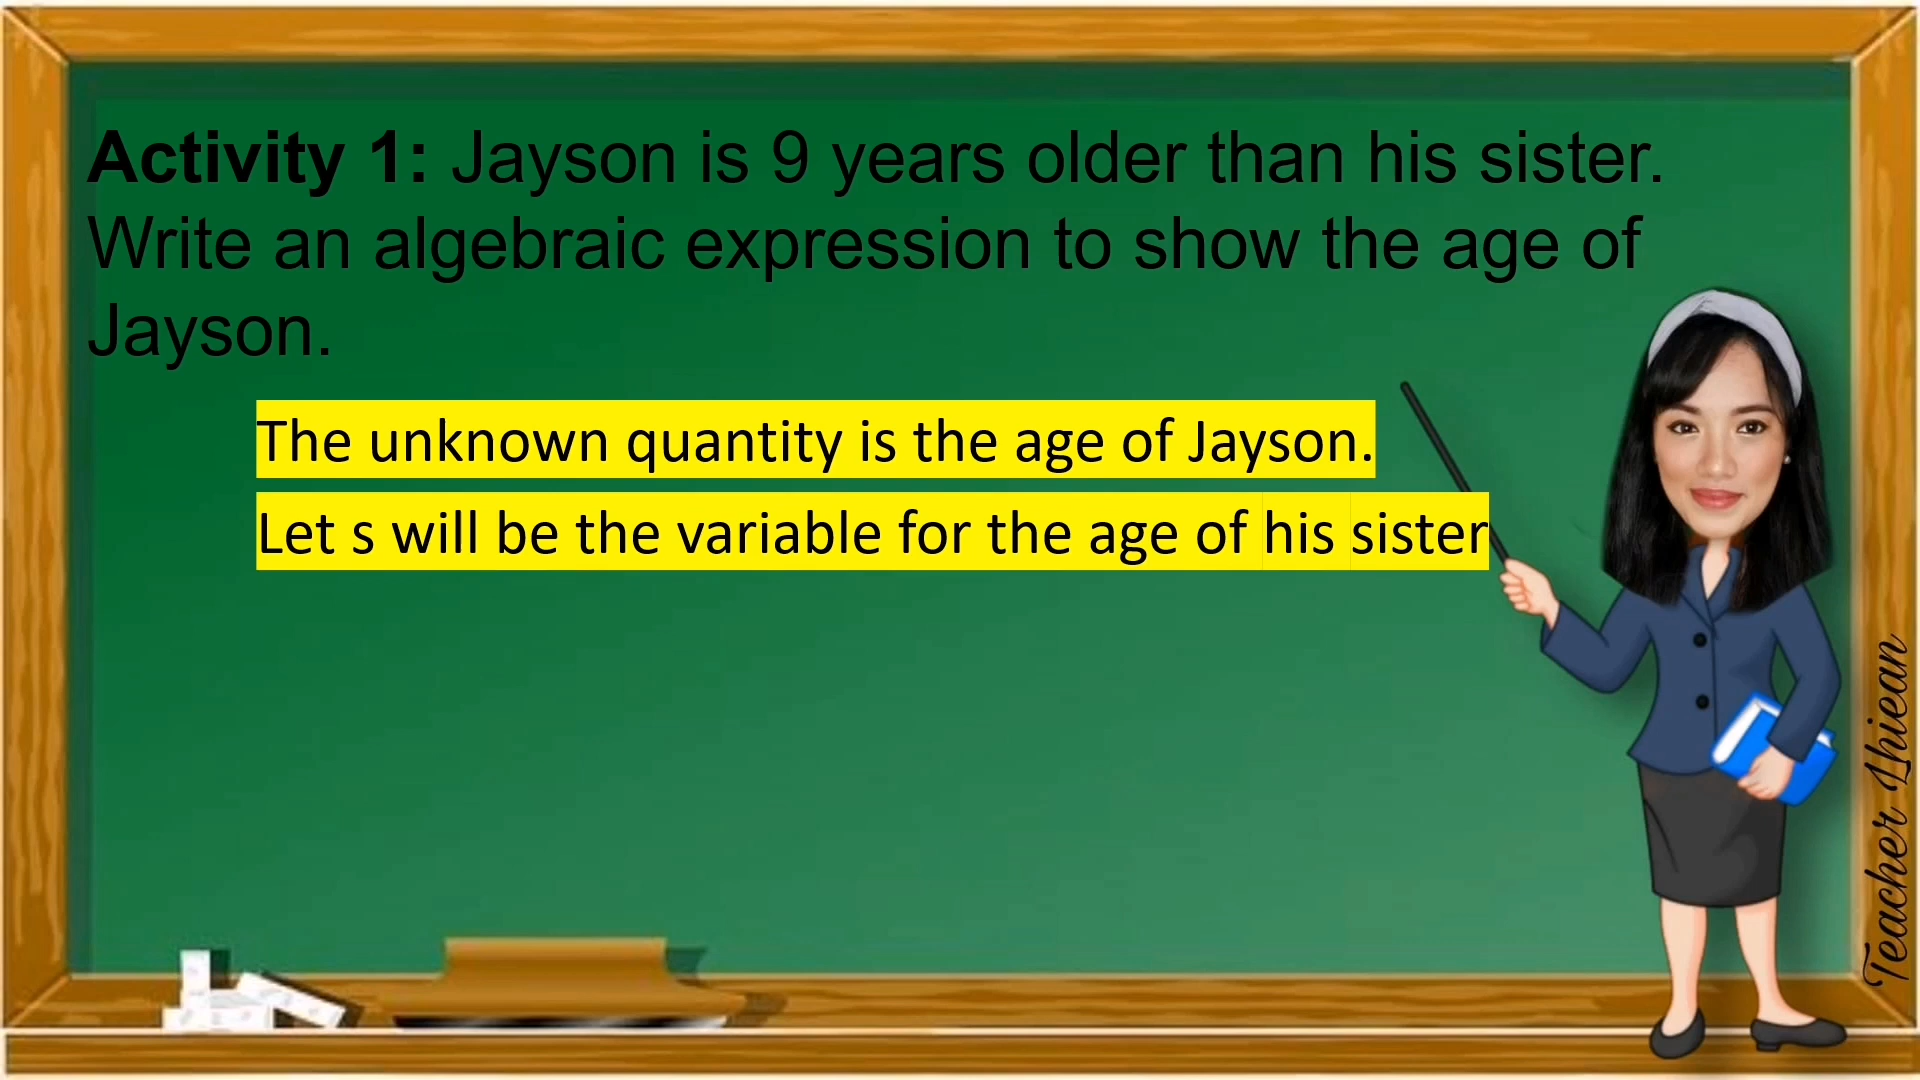 Activity 1: Jayson is 9 years older than his sister.
Write an algebraic expression to show the age of
Jayson.
The unknown quantity is the age of Jayson.
Let s will be the variable for the age of his sister
Teacher Lhiean